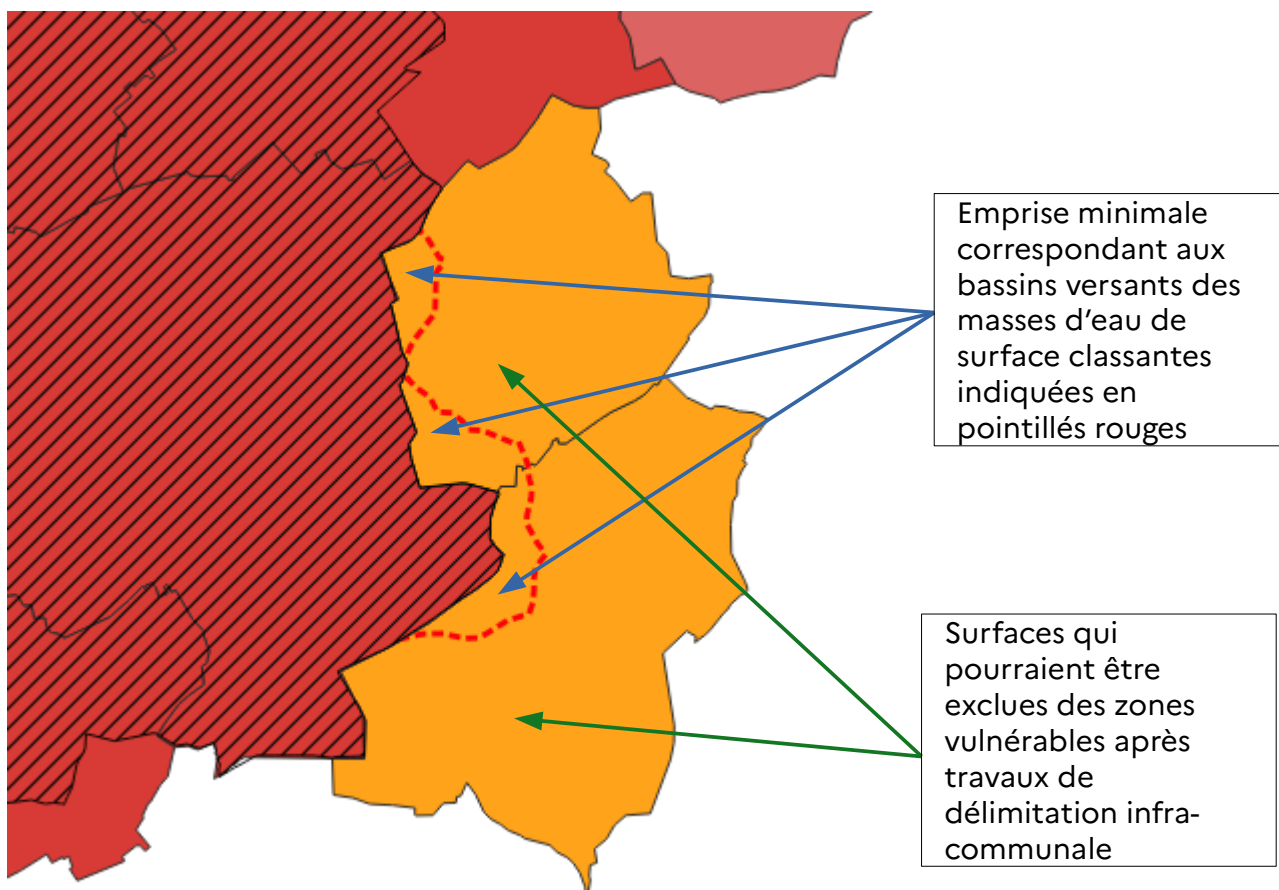 Emprise minimale
correspondant aux
bassins versants des
masses d’eau de
surface classantes
indiquées en
pointillés rouges
Surfaces qui
pourraient être
exclues des zones
vulnérables après
travaux de
délimitation infra-
communale